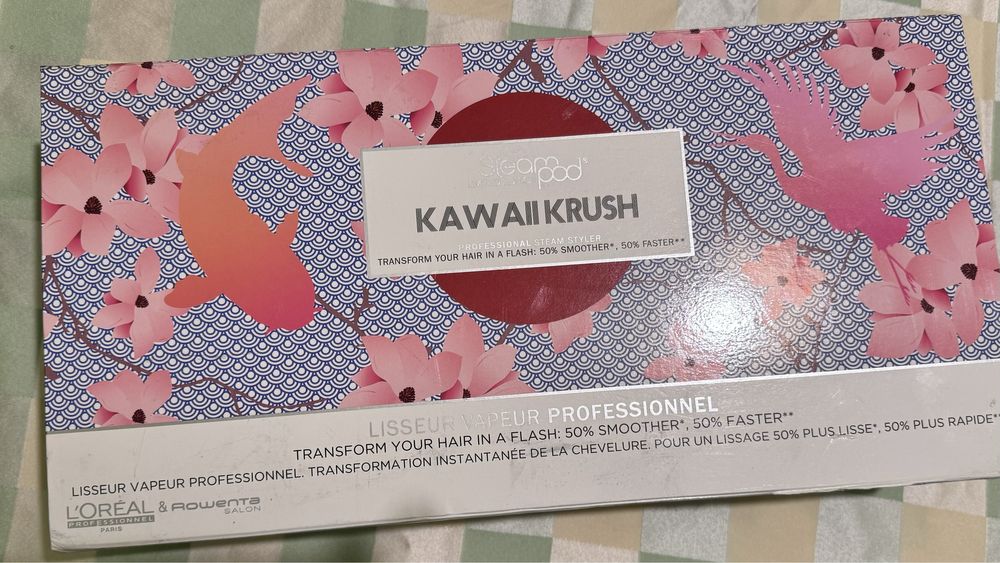 Steampod®
KAWAII KRUSH
PROFESSIONAL STEAM STYLER
TRANSFORM YOUR HAIR IN A FLASH: 50% SMOOTHER*, 50% FASTER**
LISSEUR VAPEUR PROFESSIONNEL
TRANSFORM YOUR HAIR IN A FLASH: 50% SMOOTHER*, 50% FASTER**
LISSEUR VAPEUR PROFESSIONNEL. TRANSFORMATION INSTANTANÉE DE LA CHEVELURE. POUR UN LISSAGE 50% PLUS LISSE*, 50% PLUS RAPIDE**
L'ORÉAL & Rowenta
PROFESSIONNEL SALON
PARIS